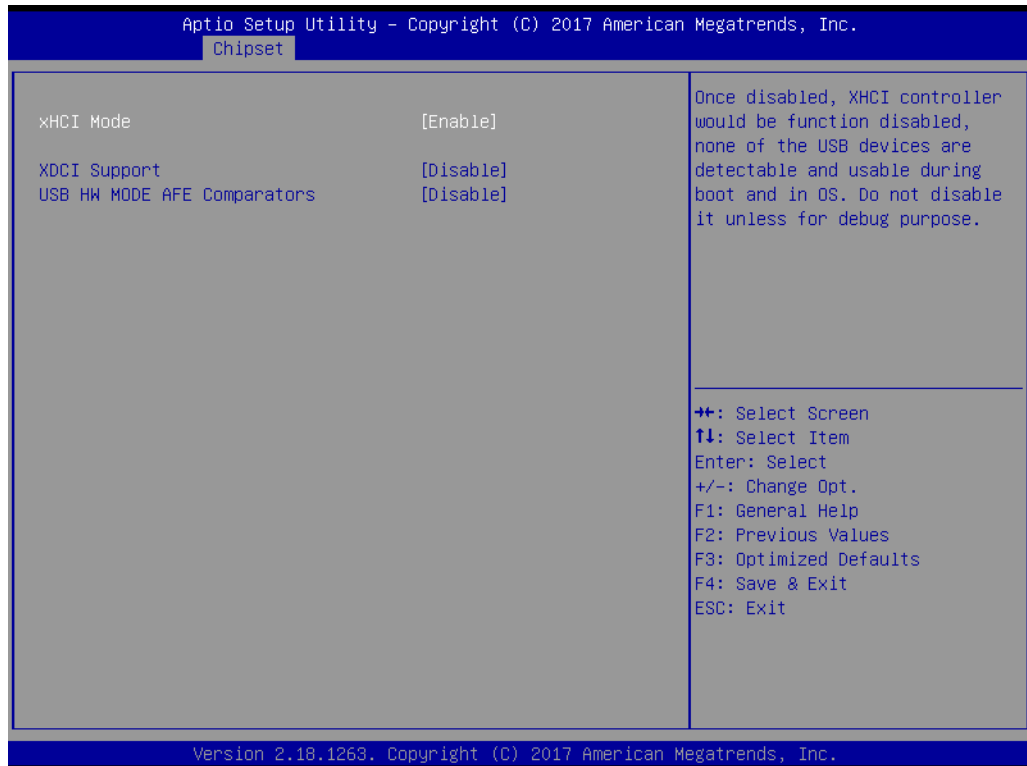 Aptio Setup Utility – Copyright (C) 2017 American Megatrends, Inc.
Chipset
xHCI Mode [Enable]
XDCI Support [Disable]
USB HW MODE AFE Comparators [Disable]
Once disabled, XHCI controller
would be function disabled,
none of the USB devices are
detectable and usable during
boot and in OS. Do not disable
it unless for debug purpose.
→←: Select Screen
↑↓: Select Item
Enter: Select
+/-: Change Opt.
F1: General Help
F2: Previous Values
F3: Optimized Defaults
F4: Save & Exit
ESC: Exit
Version 2.18.1263. Copyright (C) 2017 American Megatrends, Inc.